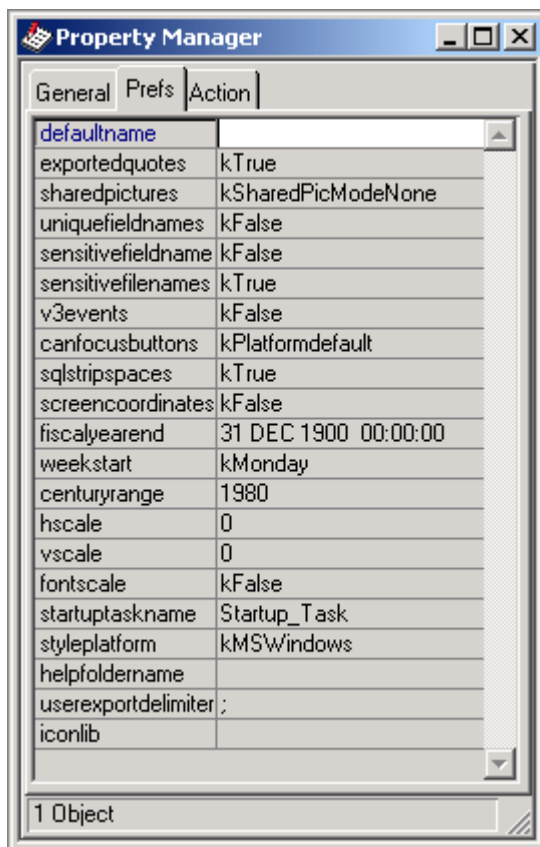 Property Manager
General Prefs Action
defaultname
exportedquotes kTrue
sharedpictures kSharedPicModeNone
uniquefieldnames kFalse
sensitivefieldname kFalse
sensitivefilenames kTrue
v3events kFalse
canfocusbuttons kPlatformdefault
sqlstripspaces kTrue
screencoordinates kFalse
fiscalyearend 31 DEC 1900 00:00:00
weekstart kMonday
centuryrange 1980
hscale 0
vscale 0
fontscale kFalse
startuptaskname Startup_Task
styleplatform kMSWindows
helpfoldername
userexportdelimiter ;
iconlib
1 Object